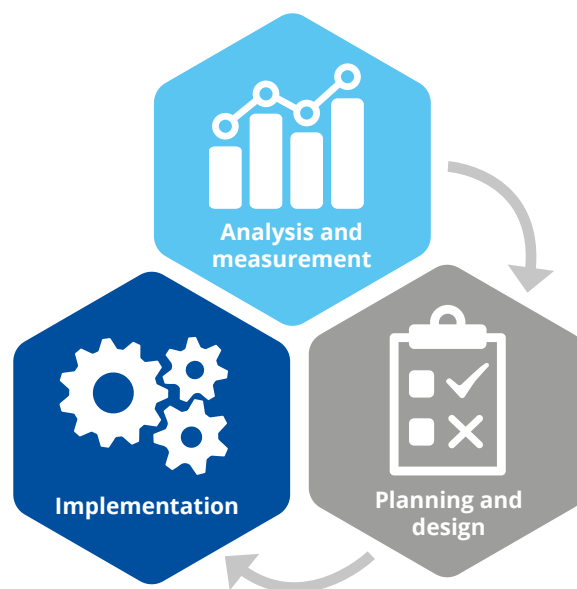 Analysis and
measurement
Implementation
Planning and
design